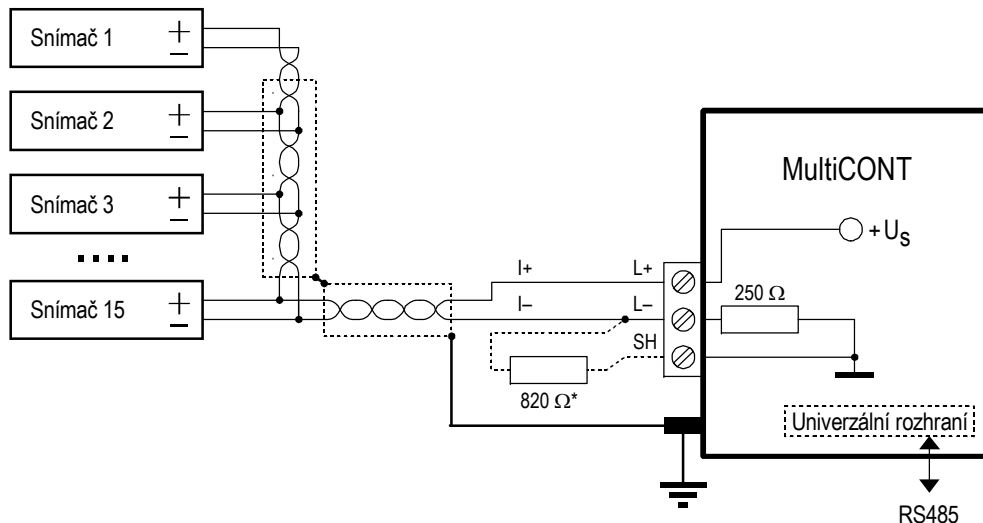 Snímač 1 + –
Snímač 2 + –
Snímač 3 + –
....
Snímač 15 + –
I+
I–
L+
L–
SH
820 Ω*
MultiCONT
+ US
250 Ω
Univerzální rozhraní
RS485